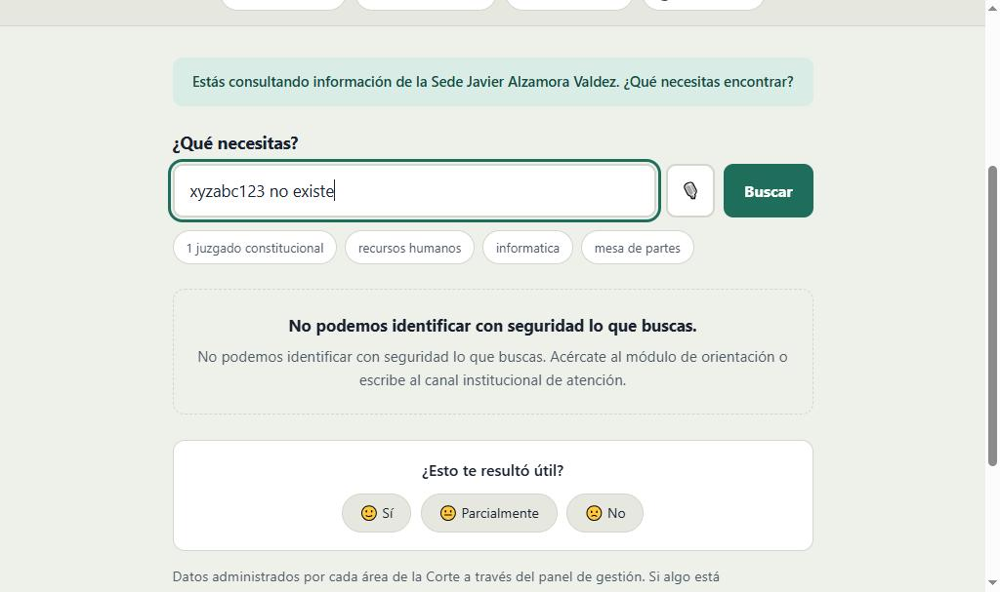 Estás consultando información de la Sede Javier Alzamora Valdez. ¿Qué necesitas encontrar?
¿Qué necesitas?
xyzabc123 no existe
Buscar
1 juzgado constitucional
recursos humanos
informatica
mesa de partes
No podemos identificar con seguridad lo que buscas.
No podemos identificar con seguridad lo que buscas. Acércate al módulo de orientación o
escribe al canal institucional de atención.
¿Esto te resultó útil?
Sí
Parcialmente
No
Datos administrados por cada área de la Corte a través del panel de gestión. Si algo está